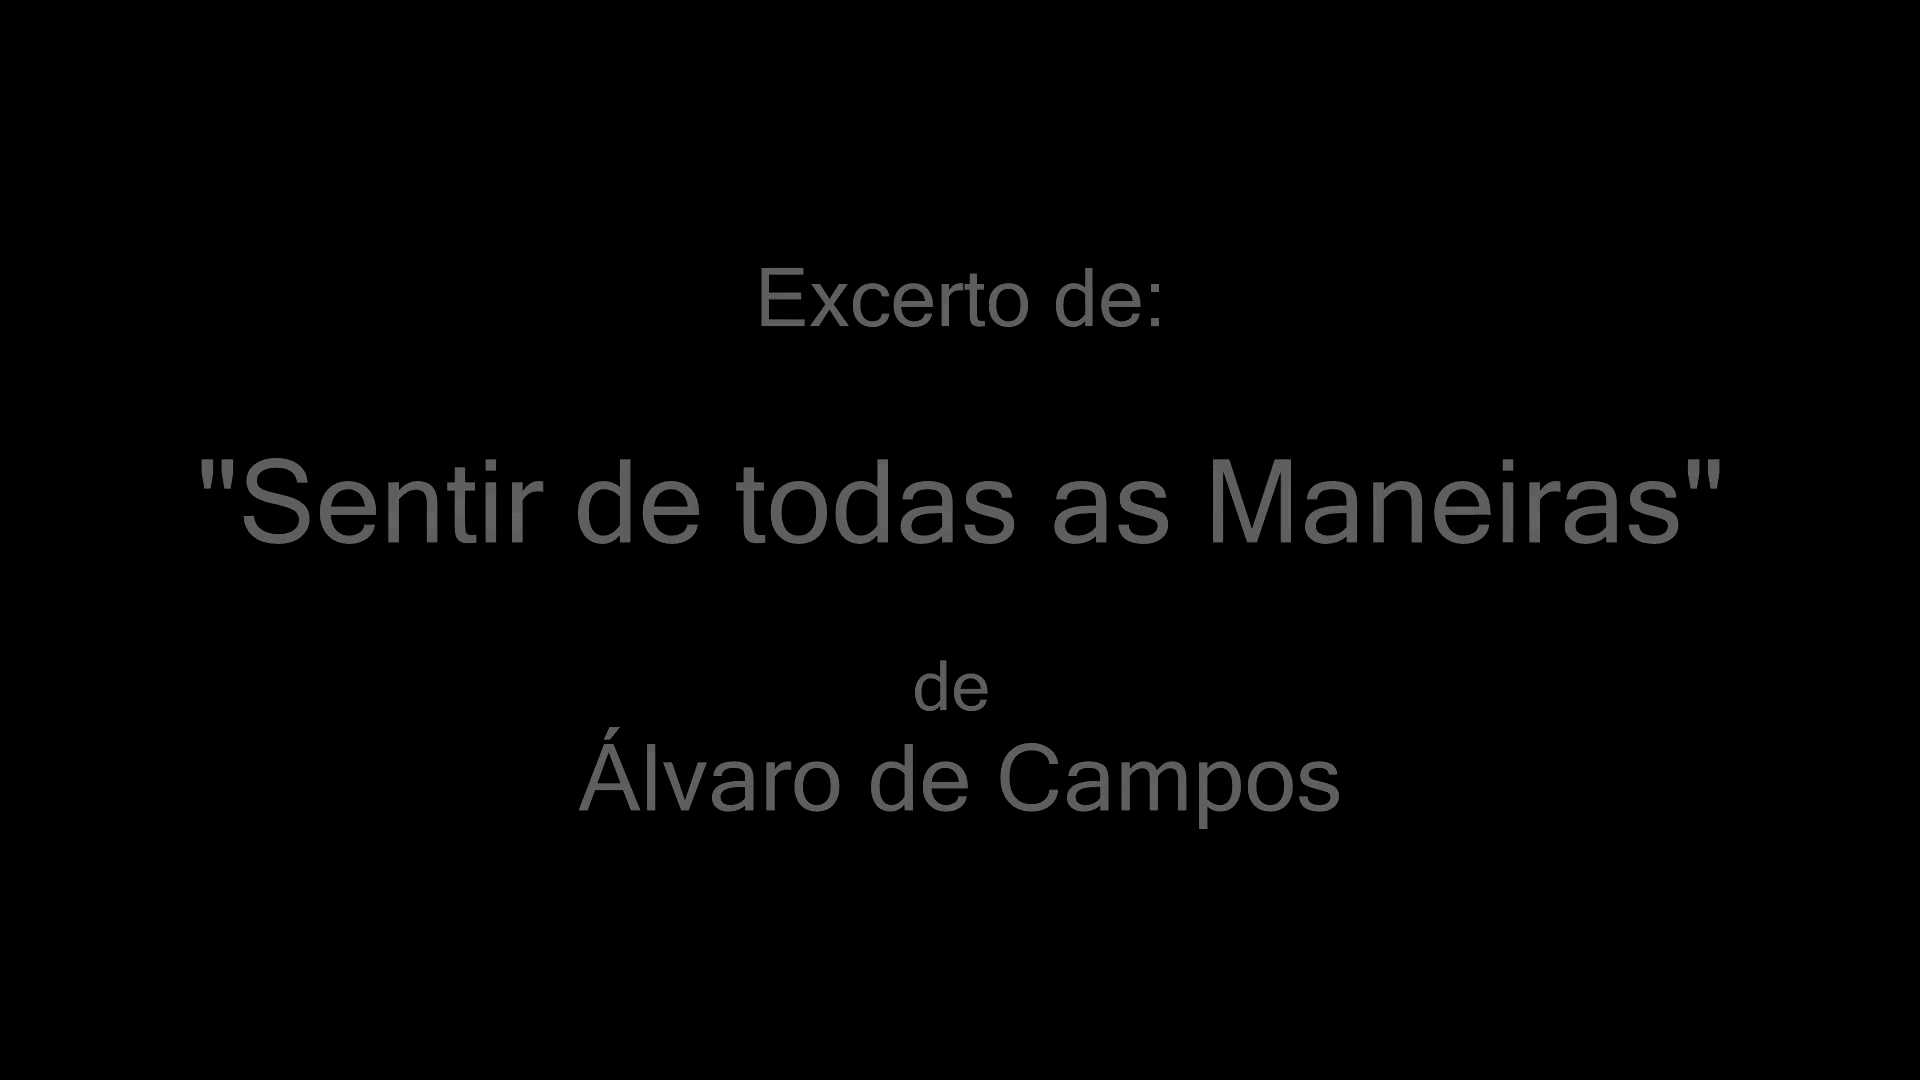 Excerto de:
"Sentir de todas as Maneiras"
de
Álvaro de Campos